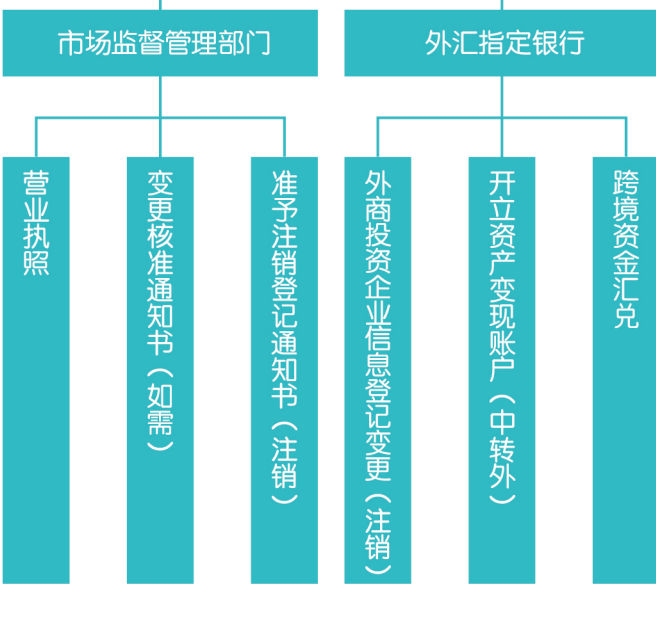 市场监督管理部门
外汇指定银行
营业执照
变更核准通知书（如需）
准予注销登记通知书（注销）
外商投资企业信息登记变更（注销）
开立资产变现账户（中转外）
跨境资金汇兑